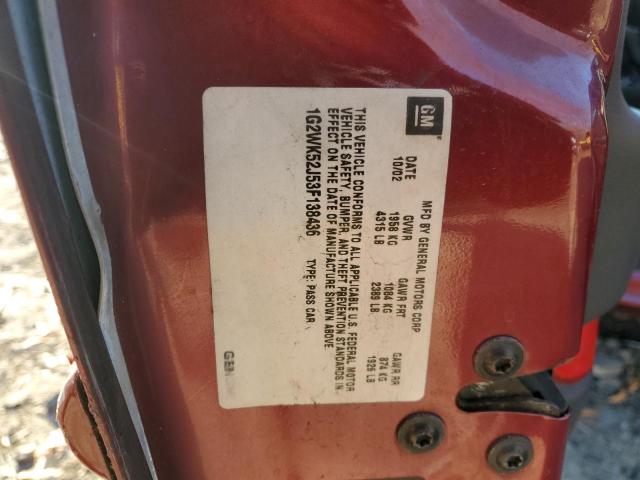 GM
MFD BY GENERAL MOTORS CORP
DATE GVWR GAWR FRT GAWR RR
10/02 1958 KG 1084 KG 874 KG
4315 LB 2389 LB 1926 LB
THIS VEHICLE CONFORMS TO ALL APPLICABLE U.S. FEDERAL MOTOR
VEHICLE SAFETY, BUMPER, AND THEFT PREVENTION STANDARDS IN
EFFECT ON THE DATE OF MANUFACTURE SHOWN ABOVE.
1G2WK52J53F138436 TYPE: PASS CAR